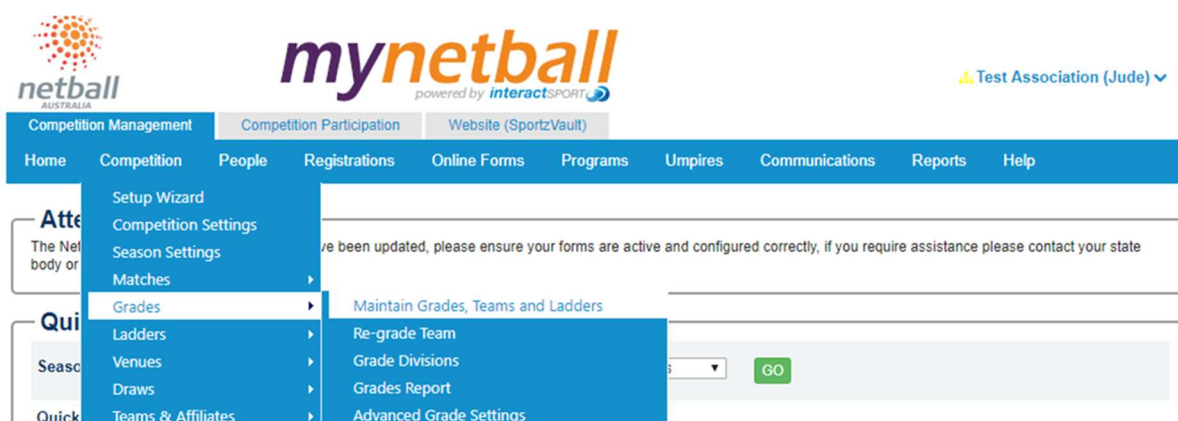 netball
AUSTRALIA
mynetball
powered by interactSPORT
Test Association (Jude)
Competition Management Competition Participation Website (SportzVault)
Home Competition People Registrations Online Forms Programs Umpires Communications Reports Help
Setup Wizard
Competition Settings
Season Settings
Matches
Grades
Ladders
Venues
Draws
Teams & Affiliates
Maintain Grades, Teams and Ladders
Re-grade Team
Grade Divisions
Grades Report
Advanced Grade Settings
Atte
The Net ve been updated, please ensure your forms are active and configured correctly, if you require assistance please contact your state
body or
Qui
Seaso s GO
Quick